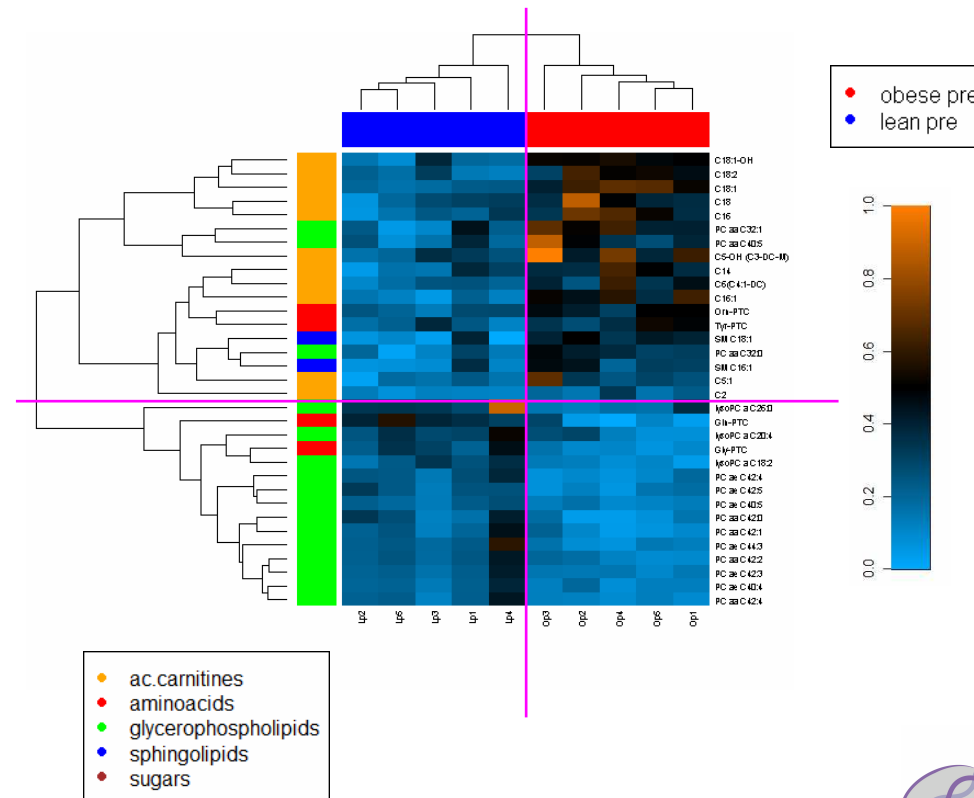 obese pre
lean pre
C18:1-OH
C18:2
C18:1
C18
C16
PC aa C32:1
PC aa C40:5
C5-OH (C3-DC-M)
C14
C6(C4:1-DC)
C16:1
Orn-PTC
Tyr-PTC
SM C18:1
PC aa C32:0
SM C16:1
C5:1
C2
lysoPC a C26:0
Gln-PTC
lysoPC a C20:4
Gly-PTC
lysoPC a C18:2
PC ae C42:4
PC ae C42:5
PC ae C40:5
PC aa C42:0
PC aa C42:1
PC ae C44:3
PC aa C42:2
PC ae C42:3
PC ae C40:4
PC aa C42:4
Lp2 Lp5 Lp3 Lp1 Lp4 Op3 Op2 Op4 Op5 Op1
1.0
0.8
0.6
0.4
0.2
0.0
ac.carnitines
aminoacids
glycerophospholipids
sphingolipids
sugars